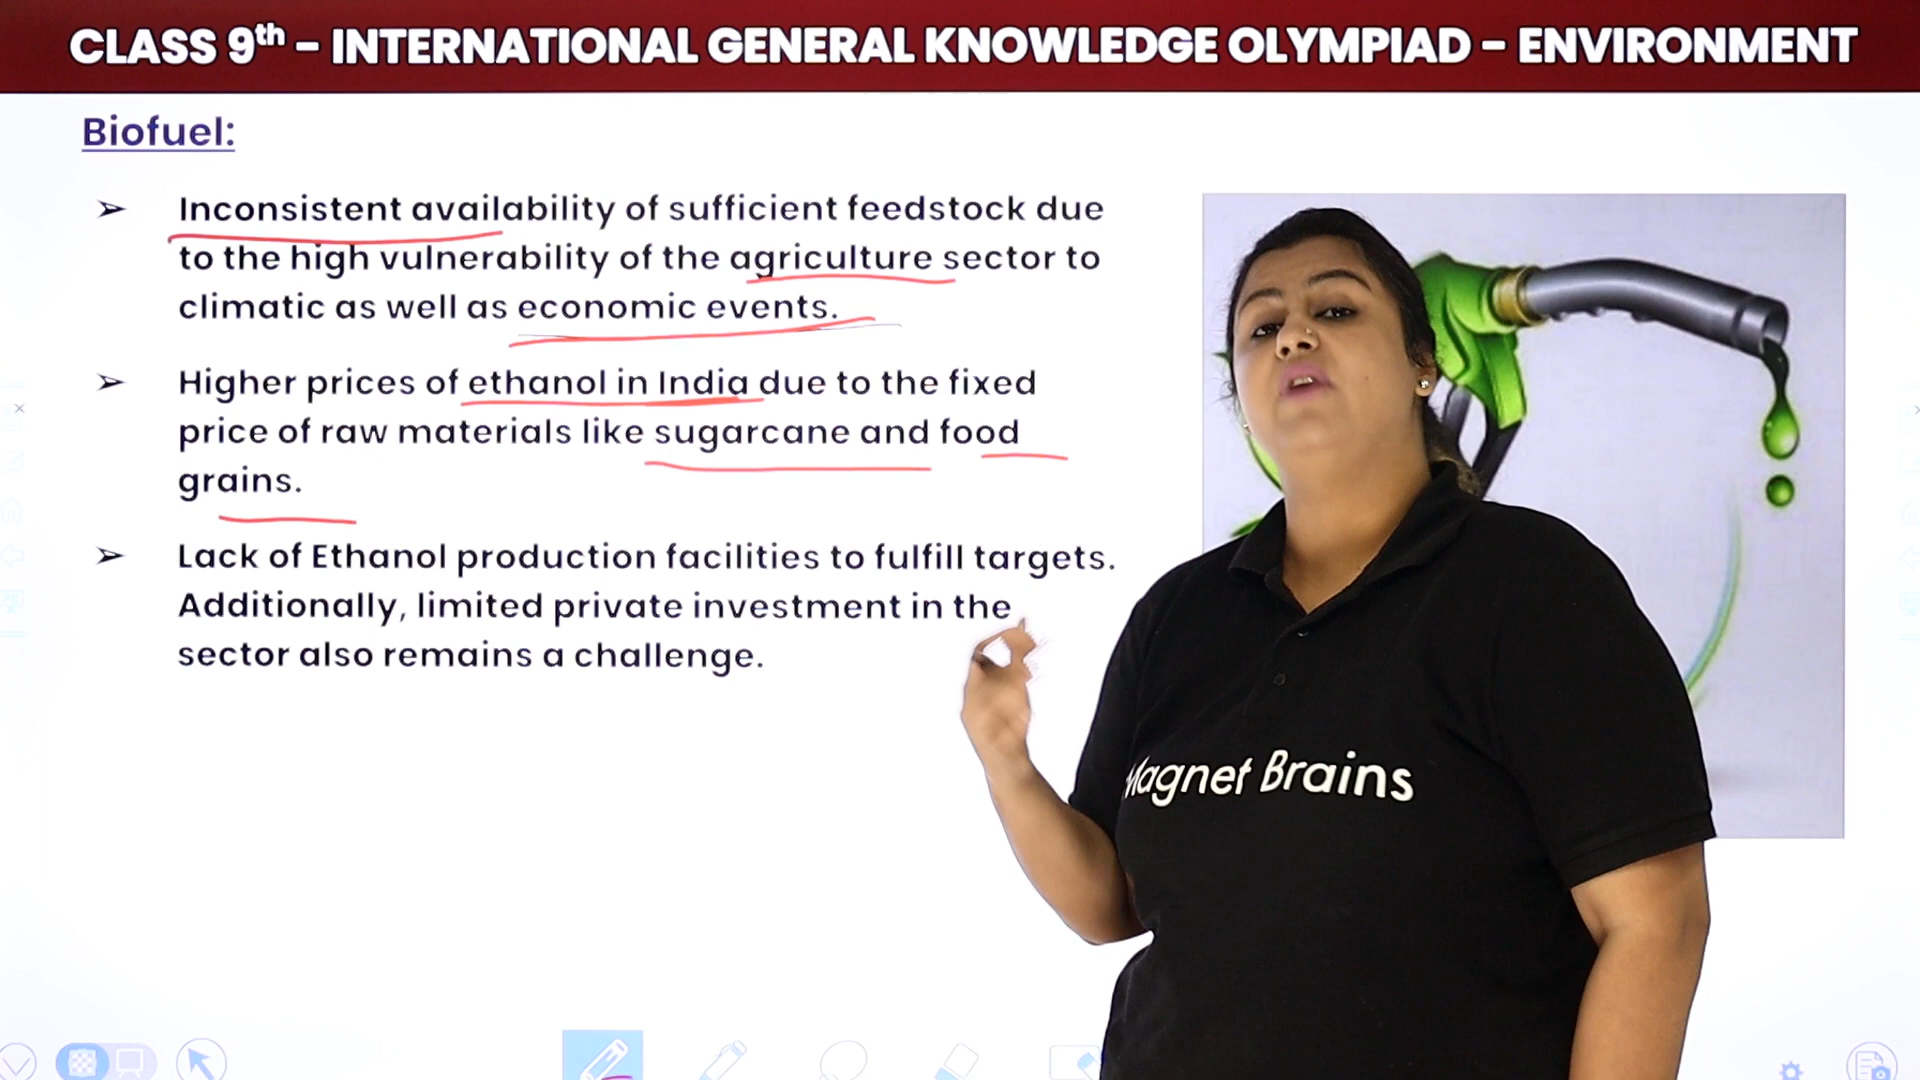 CLASS 9th – INTERNATIONAL GENERAL KNOWLEDGE OLYMPIAD – ENVIRONMENT
Biofuel:
➢ Inconsistent availability of sufficient feedstock due
to the high vulnerability of the agriculture sector to
climatic as well as economic events.
➢ Higher prices of ethanol in India due to the fixed
price of raw materials like sugarcane and food
grains.
➢ Lack of Ethanol production facilities to fulfill targets.
Additionally, limited private investment in the
sector also remains a challenge.
Magnet Brains